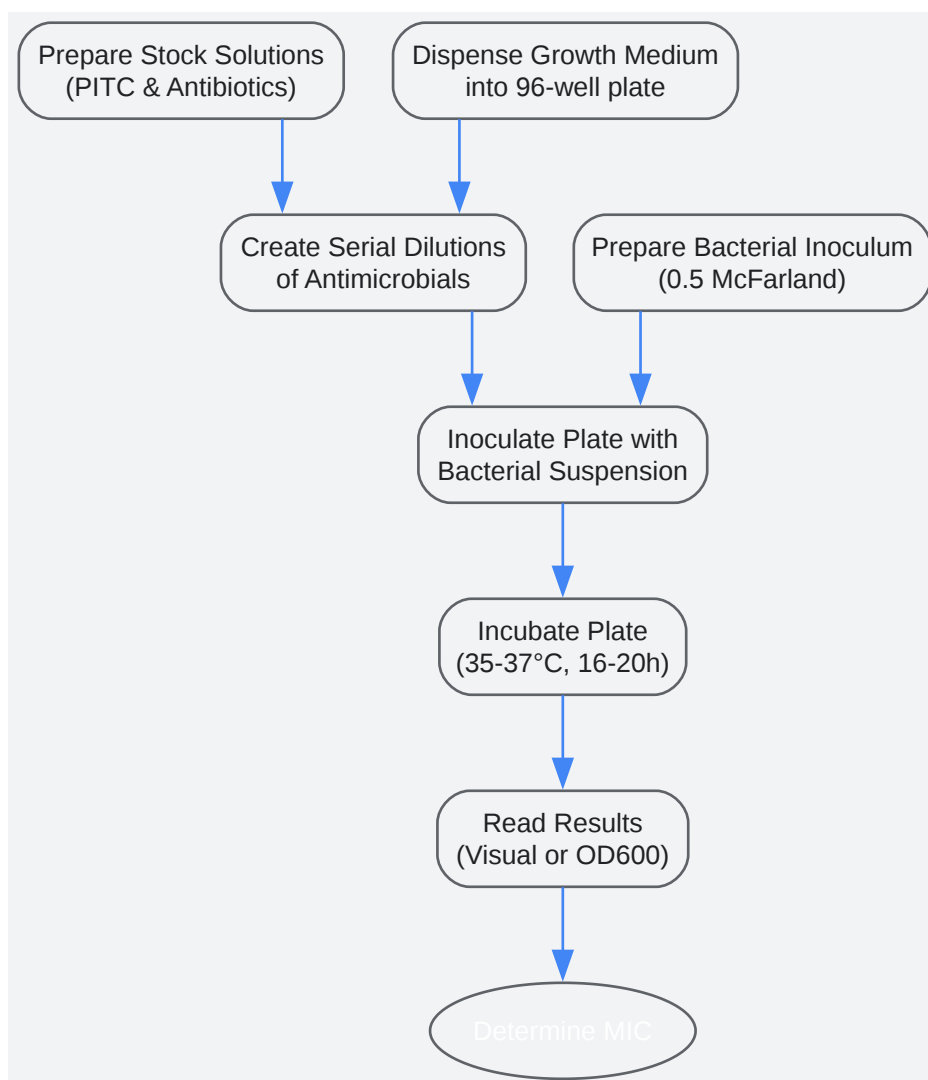 Prepare Stock Solutions
(PITC & Antibiotics)
Dispense Growth Medium
into 96-well plate
Create Serial Dilutions
of Antimicrobials
Prepare Bacterial Inoculum
(0.5 McFarland)
Inoculate Plate with
Bacterial Suspension
Incubate Plate
(35-37°C, 16-20h)
Read Results
(Visual or OD600)
Determine MIC